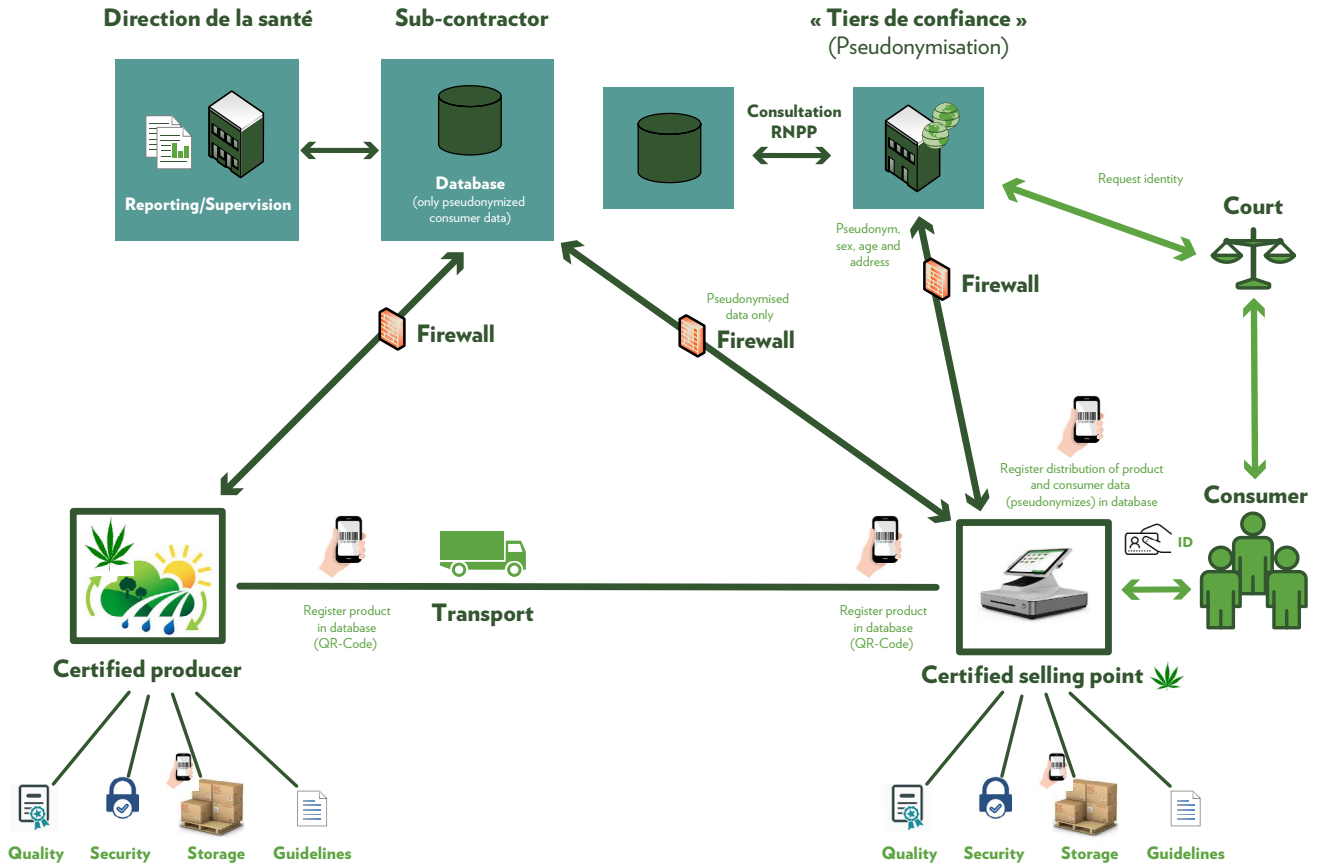 Direction de la santé
Sub-contractor
« Tiers de confiance »
(Pseudonymisation)
Reporting/Supervision
Database
(only pseudonymized
consumer data)
Consultation
RNPP
Request identity
Court
Pseudonym,
sex, age and
address
Firewall
Pseudonymised
data only
Firewall
Firewall
Register distribution of product
and consumer data
(pseudonymizes) in database
Consumer
ID
Register product
in database
(QR-Code)
Transport
Register product
in database
(QR-Code)
Certified producer
Certified selling point
Quality
Security
Storage
Guidelines
Quality
Security
Storage
Guidelines